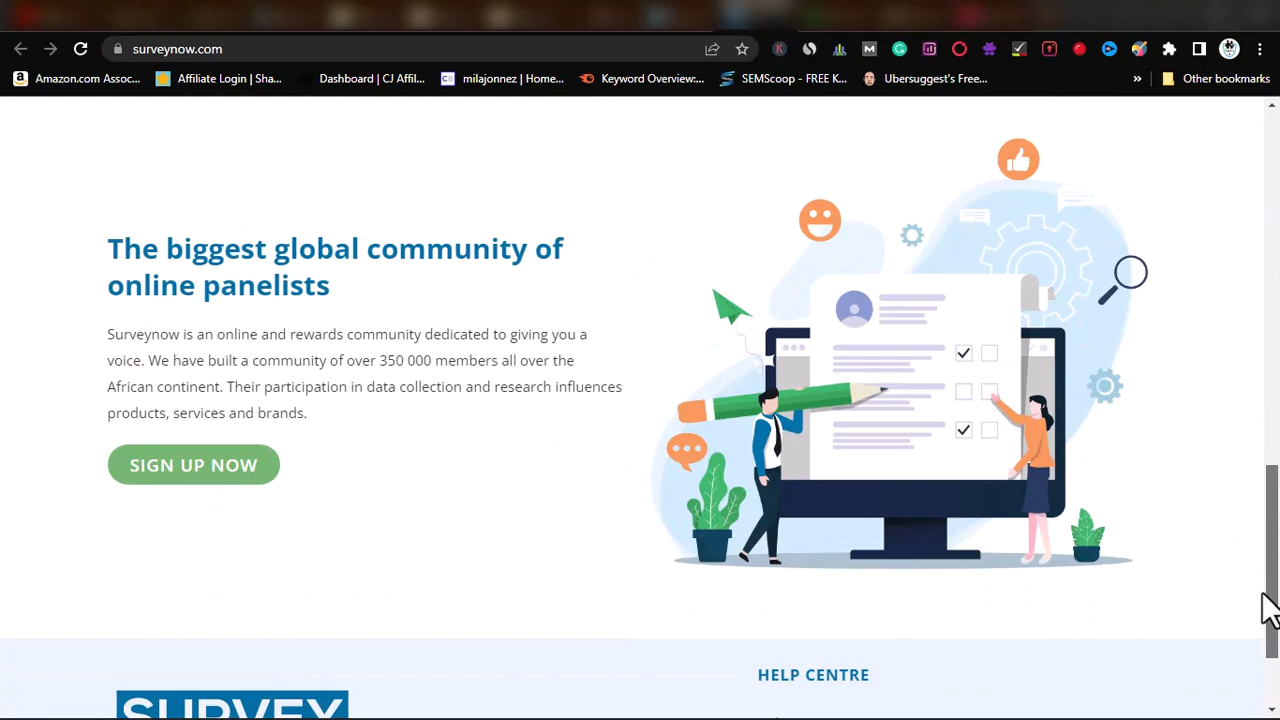 surveynow.com
Amazon.com Assoc...
Affiliate Login | Sha...
Dashboard | CJ Affil...
milajonnez | Home...
Keyword Overview:...
SEMScoop - FREE K...
Ubersuggest's Free...
»
Other bookmarks
The biggest global community of
online panelists
Surveynow is an online and rewards community dedicated to giving you a
voice. We have built a community of over 350 000 members all over the
African continent. Their participation in data collection and research influences
products, services and brands.
SIGN UP NOW
HELP CENTRE
SURVEY